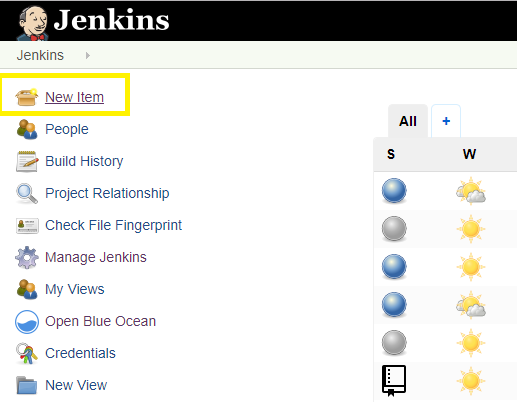 Jenkins
Jenkins
New Item
People
Build History
Project Relationship
Check File Fingerprint
Manage Jenkins
My Views
Open Blue Ocean
Credentials
New View
All +
S W